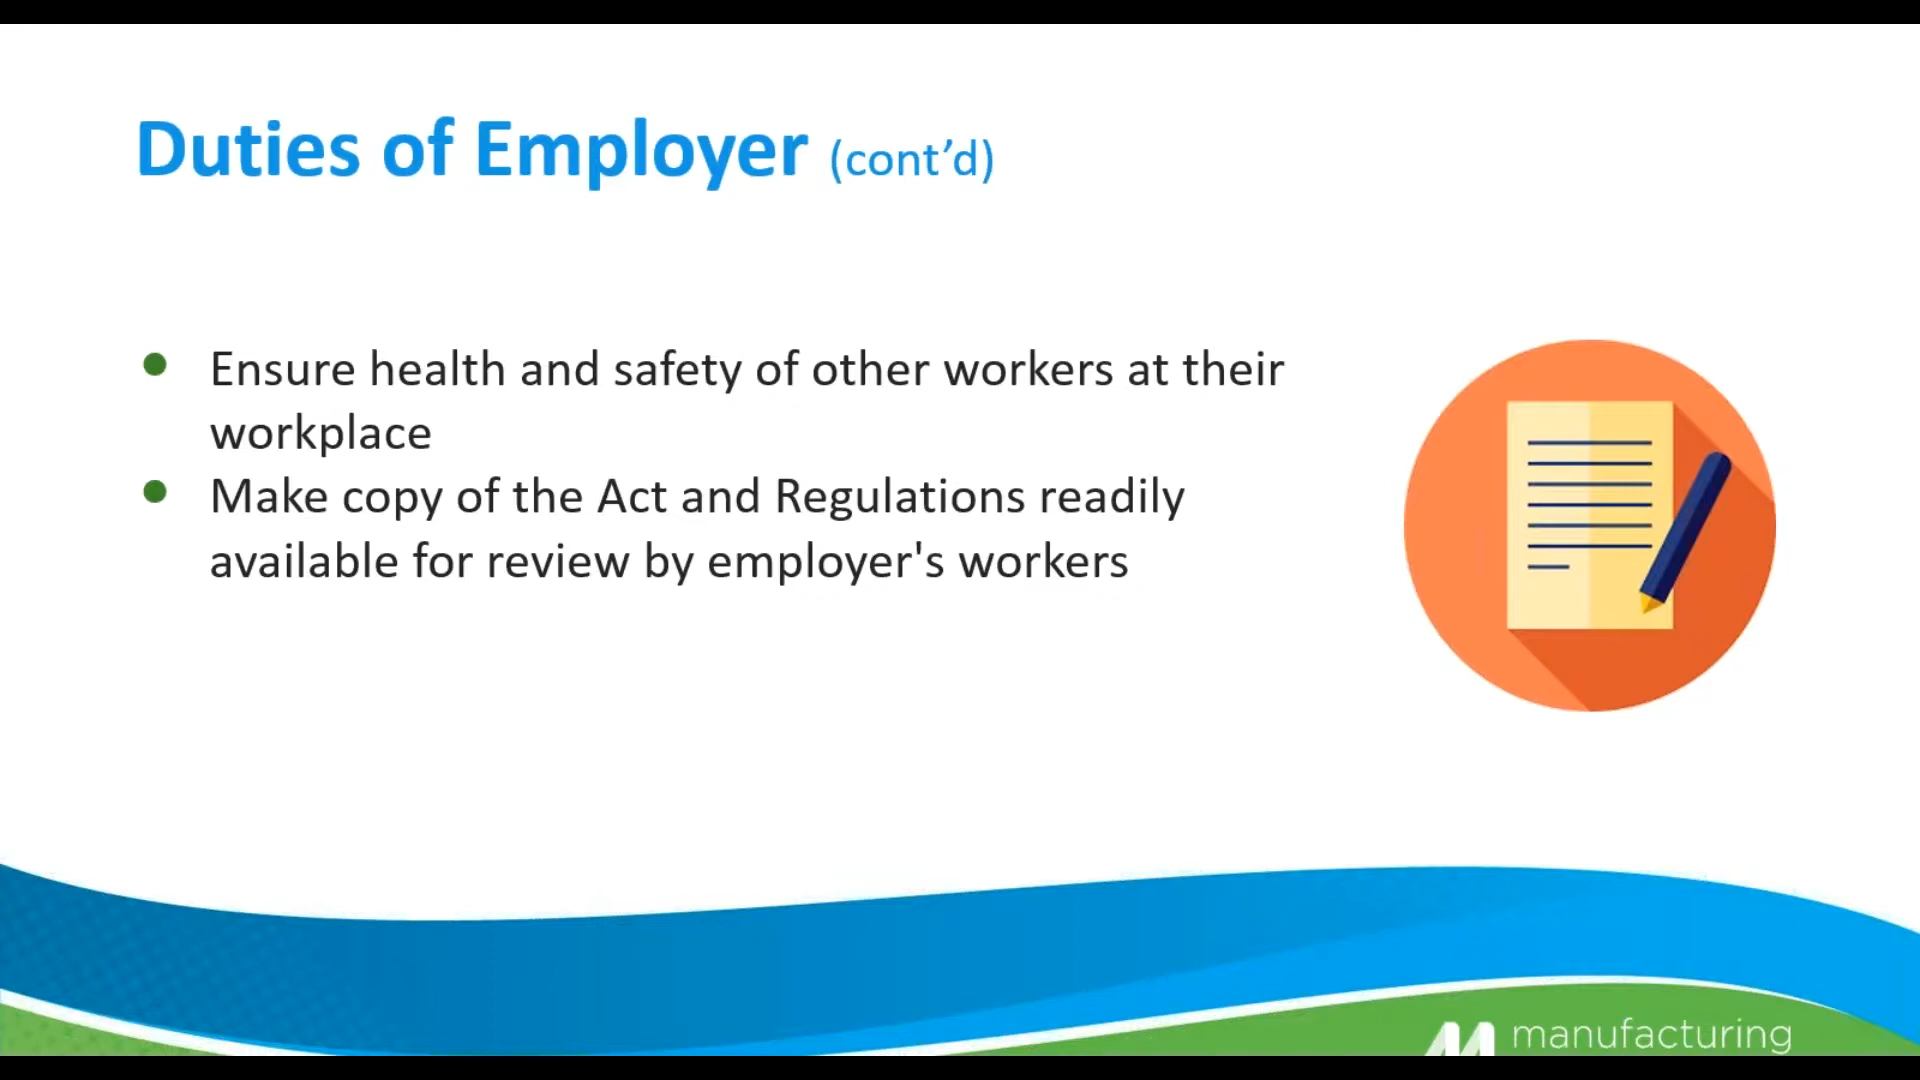 Duties of Employer (cont’d)
Ensure health and safety of other workers at their
workplace
Make copy of the Act and Regulations readily
available for review by employer's workers
manufacturing